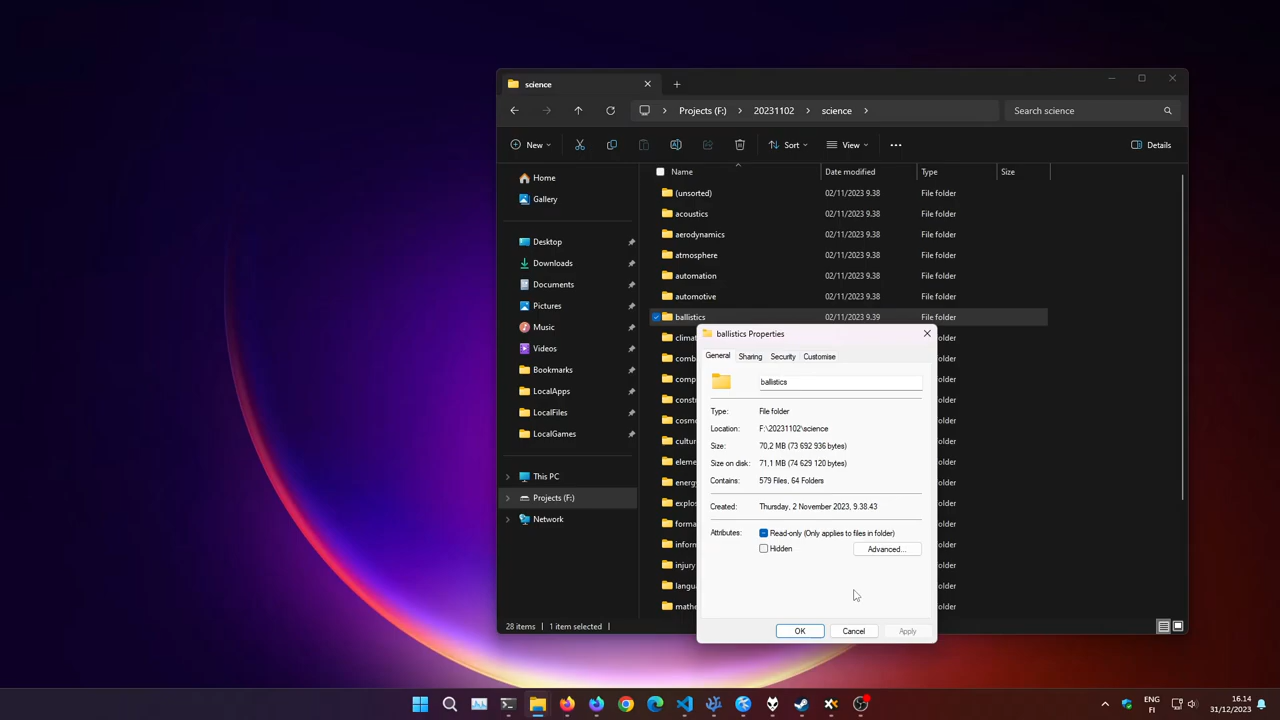 science
Projects (F:) 20231102 science
Search science
New
Sort
View
Details
Name Date modified Type Size
Home
Gallery
Desktop
Downloads
Documents
Pictures
Music
Videos
Bookmarks
LocalApps
LocalFiles
LocalGames
This PC
Projects (F:)
Network
(unsorted) 02/11/2023 9.38 File folder
acoustics 02/11/2023 9.38 File folder
aerodynamics 02/11/2023 9.38 File folder
atmosphere 02/11/2023 9.38 File folder
automation 02/11/2023 9.38 File folder
automotive 02/11/2023 9.38 File folder
ballistics 02/11/2023 9.39 File folder
ballistics Properties
General Sharing Security Customise
ballistics
Type: File folder
Location: F:\20231102\science
Size: 70,2 MB (73 692 936 bytes)
Size on disk: 71,1 MB (74 629 120 bytes)
Contains: 579 Files, 64 Folders
Created: Thursday, 2 November 2023, 9.38.43
Attributes: Read-only (Only applies to files in folder)
Hidden Advanced...
OK Cancel Apply
28 items 1 item selected
ENG
FI
16.14
31/12/2023